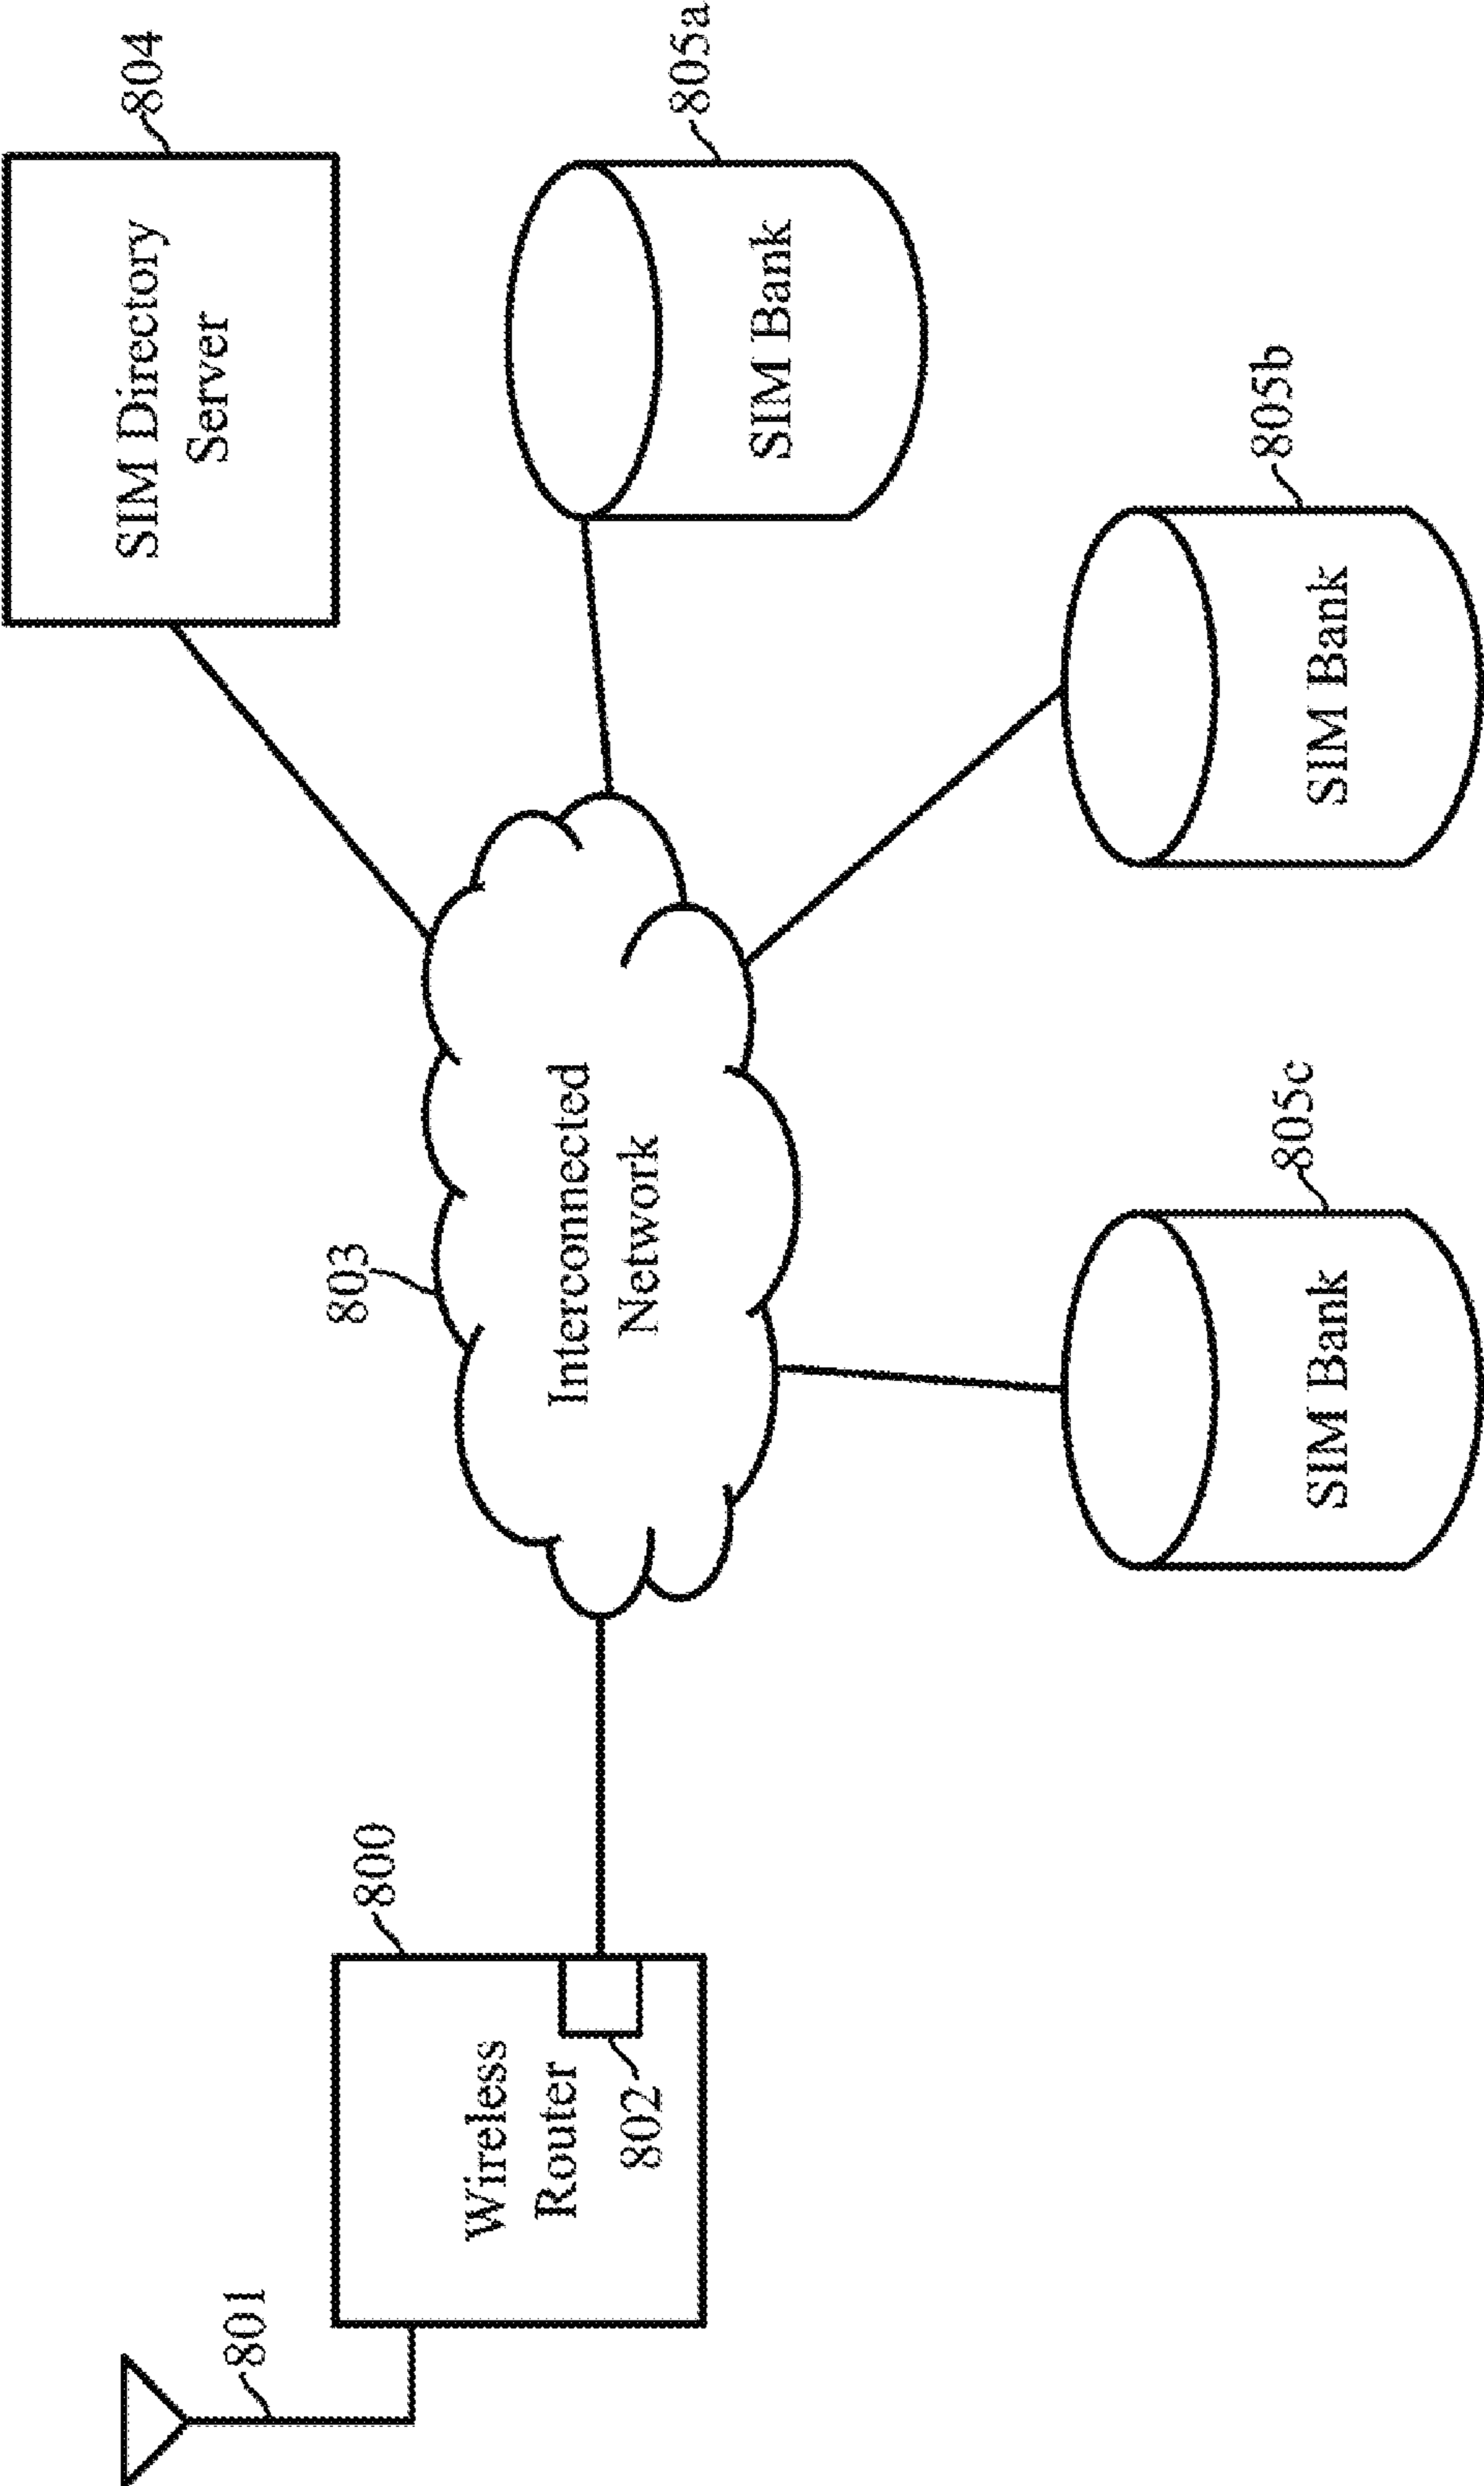 804
SIM Directory
Server
805a
SIM Bank
803
Interconnected
Network
805b
SIM Bank
805c
SIM Bank
800
Wireless
Router
802
801